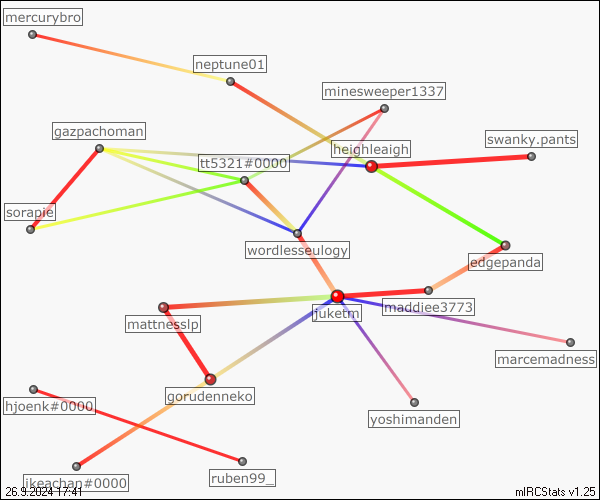 mercurybro
neptune01
minesweeper1337
gazpachoman
heighleaigh
swanky.pants
tt5321#0000
sorapie
wordlesseulogy
edgepanda
maddiee3773
juketm
mattnesslp
marcemadness
gorudenneko
hjoenk#0000
yoshimanden
ruben99_
ikeachan#0000
26.9.2024 17:41
mIRCStats v1.25